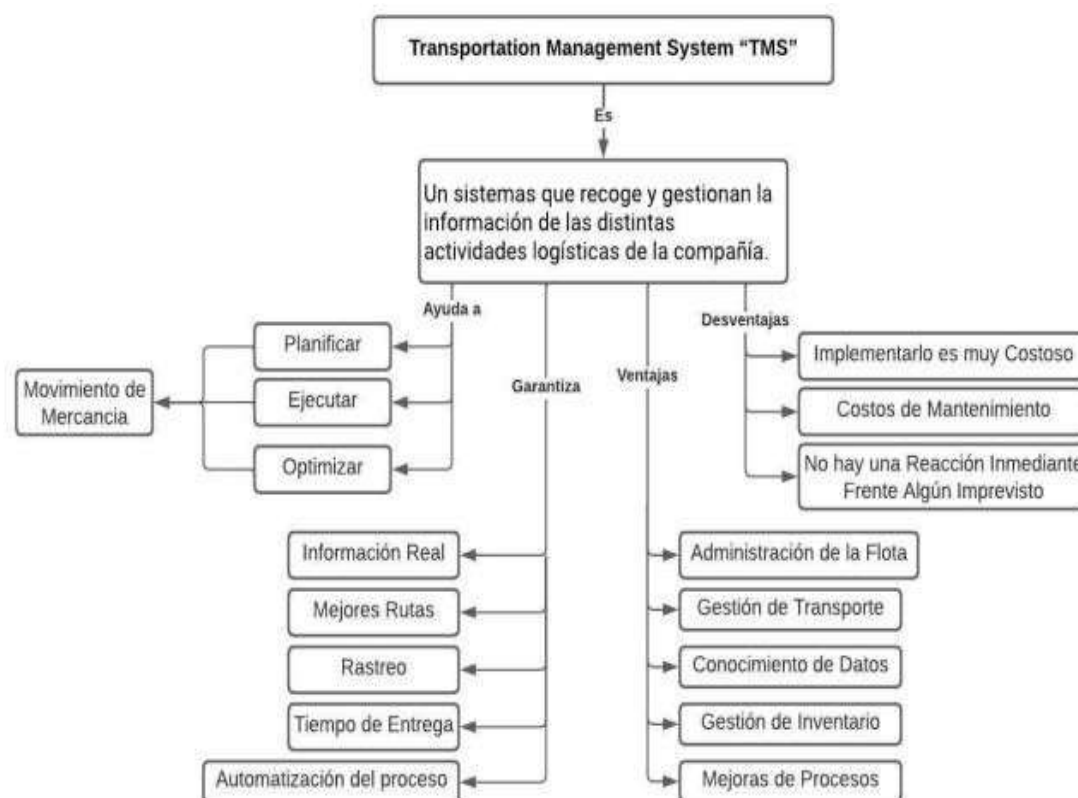 Transportation Management System “TMS”
Es
Un sistemas que recoge y gestionan la
información de las distintas
actividades logísticas de la compañía.
Ayuda a
Planificar
Ejecutar
Optimizar
Movimiento de
Mercancia
Garantiza
Información Real
Mejores Rutas
Rastreo
Tiempo de Entrega
Automatización del proceso
Ventajas
Administración de la Flota
Gestión de Transporte
Conocimiento de Datos
Gestión de Inventario
Mejoras de Procesos
Desventajas
Implementarlo es muy Costoso
Costos de Mantenimiento
No hay una Reacción Inmediante
Frente Algún Imprevisto